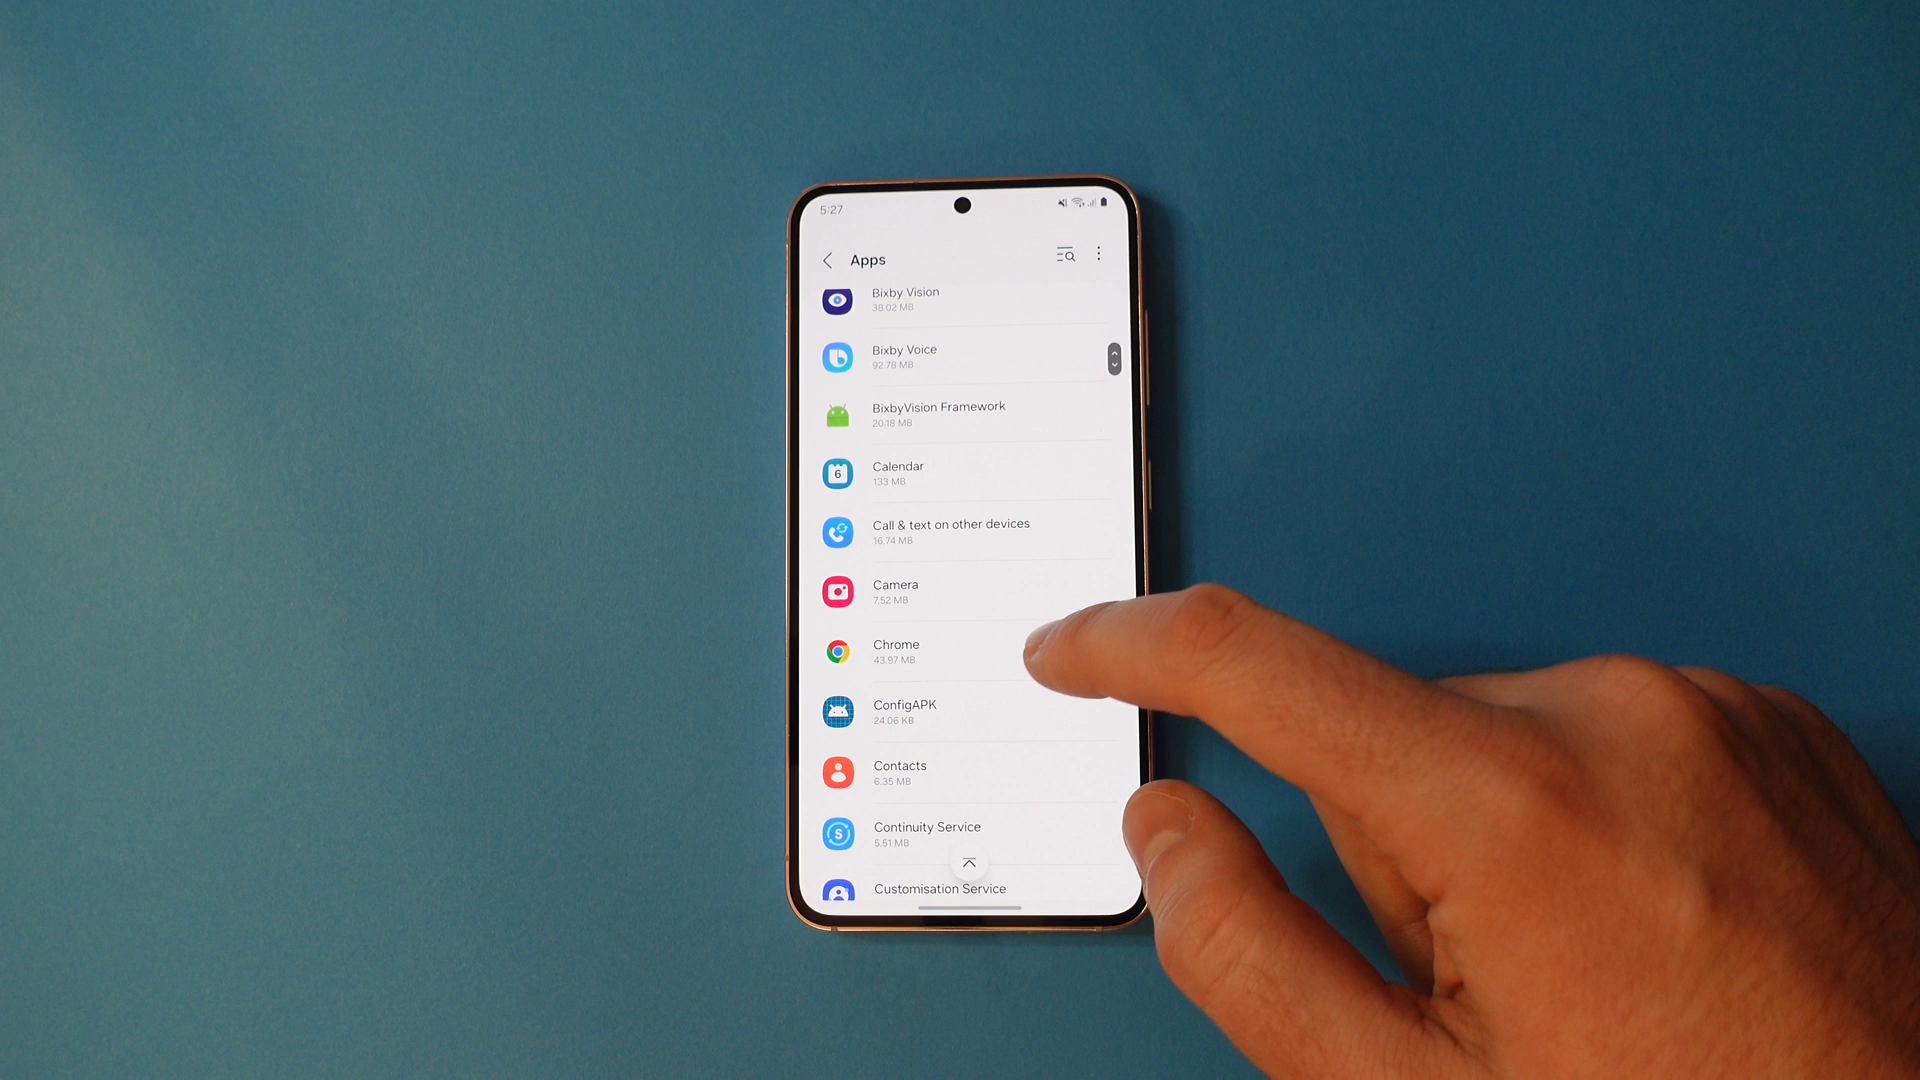 5:27
Apps
Bixby Vision
38.02 MB
Bixby Voice
92.78 MB
BixbyVision Framework
20.18 MB
6
Calendar
133 MB
Call & text on other devices
16.74 MB
Camera
7.52 MB
Chrome
43.97 MB
ConfigAPK
24.06 KB
Contacts
6.35 MB
S
Continuity Service
5.51 MB
Customisation Service